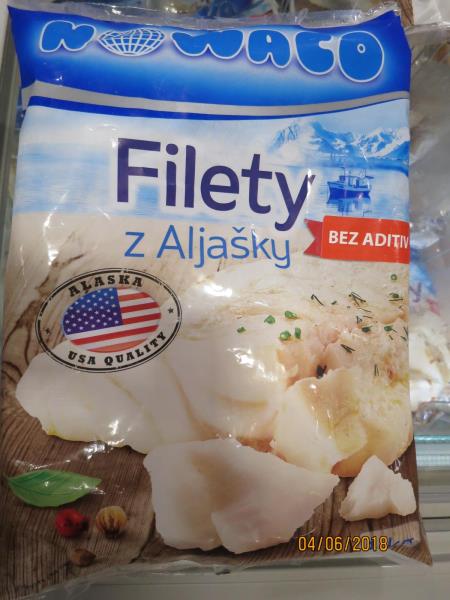 NOWACO
Filety
z Aljašky
BEZ ADITIV
ALASKA
USA QUALITY
04/06/2018